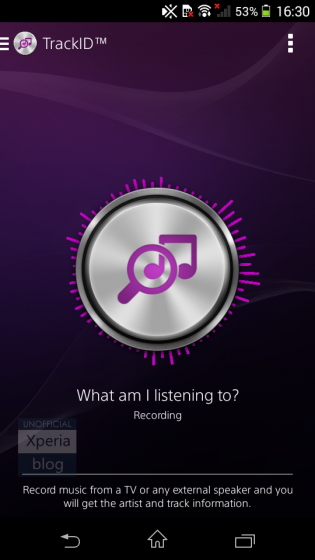 53% 16:30
TrackID™
What am I listening to?
Recording
UNOFFICIAL
Xperia
blog
Record music from a TV or any external speaker and you
will get the artist and track information.